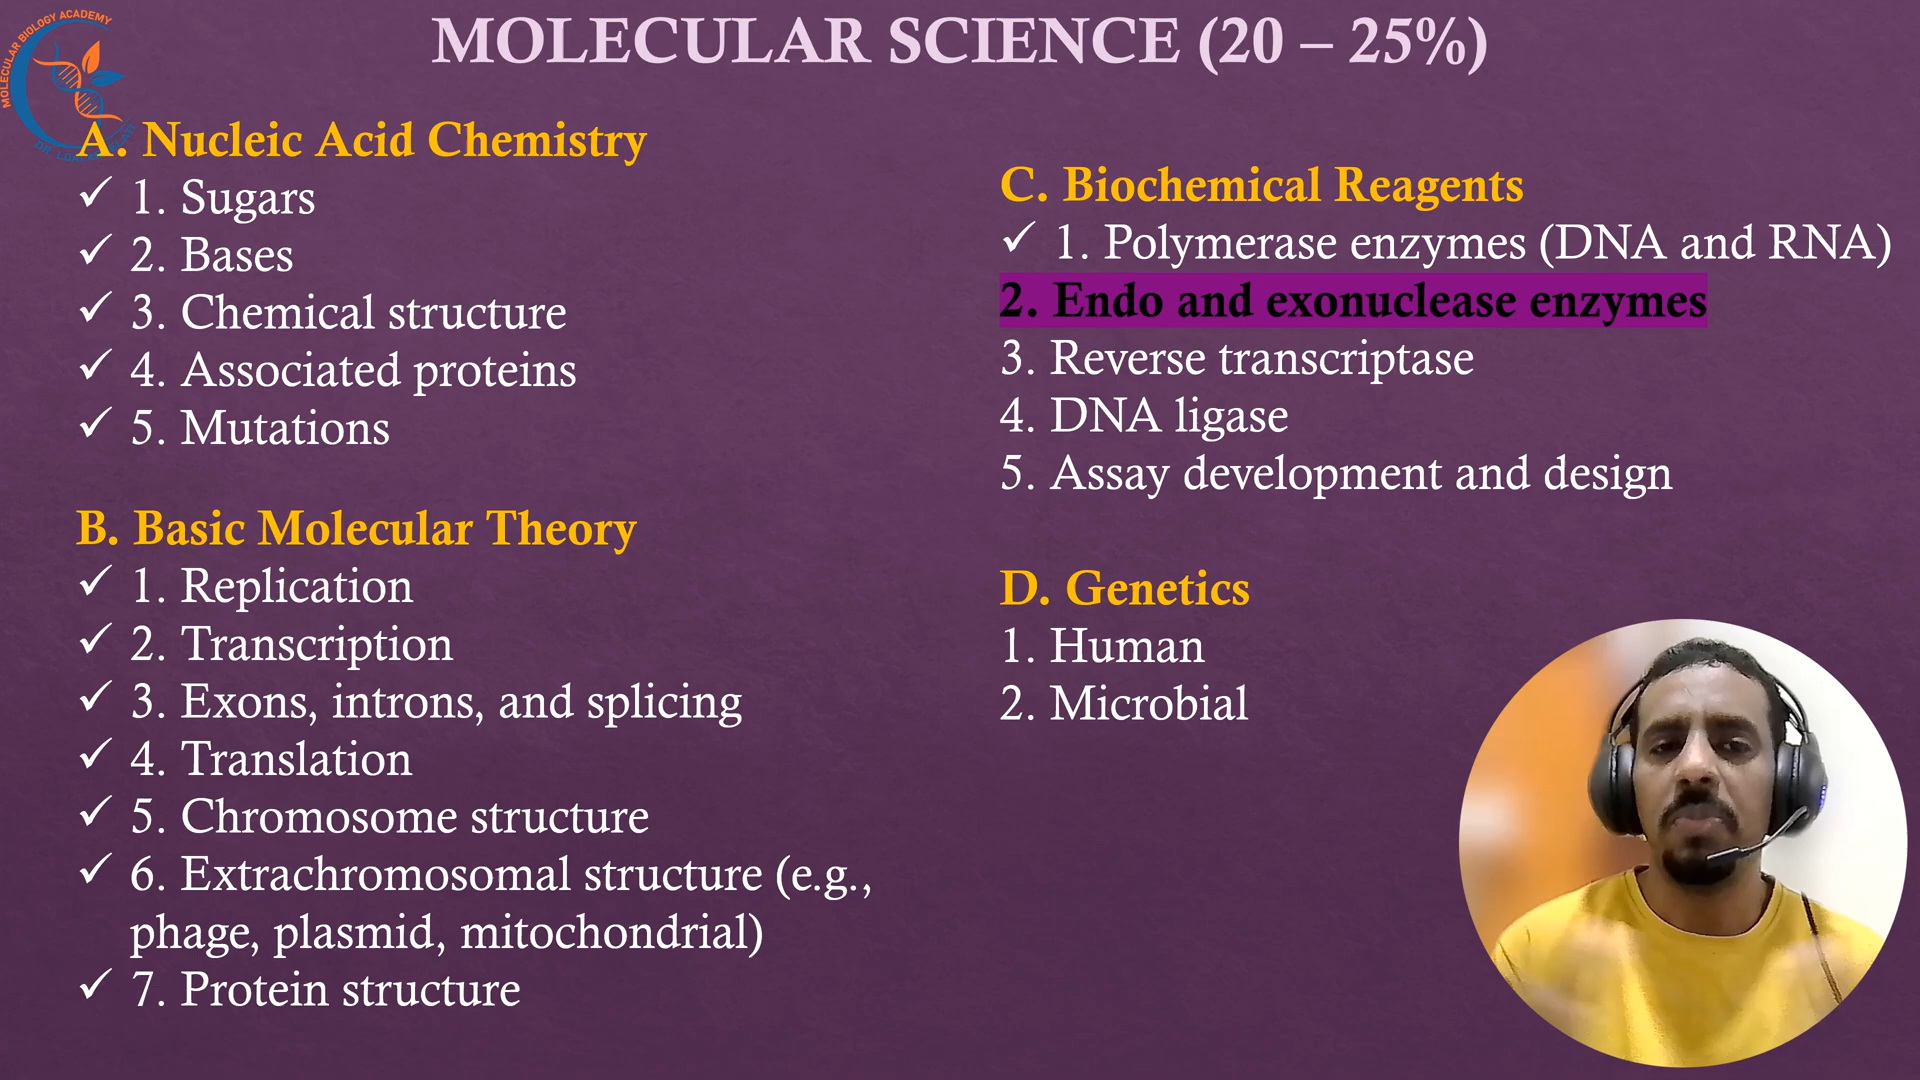 MOLECULAR BIOLOGY ACADEMY
MOLECULAR SCIENCE (20 – 25%)
A. Nucleic Acid Chemistry
✓ 1. Sugars
✓ 2. Bases
✓ 3. Chemical structure
✓ 4. Associated proteins
✓ 5. Mutations
B. Basic Molecular Theory
✓ 1. Replication
✓ 2. Transcription
✓ 3. Exons, introns, and splicing
✓ 4. Translation
✓ 5. Chromosome structure
✓ 6. Extrachromosomal structure (e.g.,
phage, plasmid, mitochondrial)
✓ 7. Protein structure
C. Biochemical Reagents
✓ 1. Polymerase enzymes (DNA and RNA)
2. Endo and exonuclease enzymes
3. Reverse transcriptase
4. DNA ligase
5. Assay development and design
D. Genetics
1. Human
2. Microbial